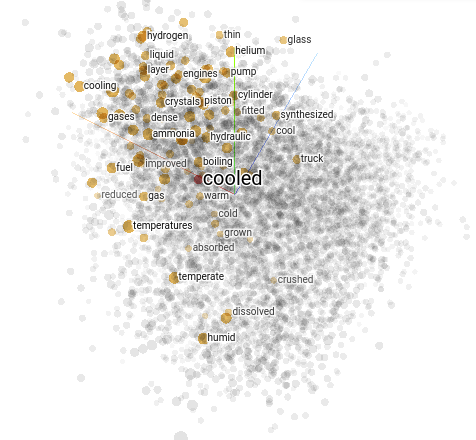 hydrogen
thin
glass
helium
liquid
layer
engines
pump
cooling
cylinder
crystals
piston
fitted
gases
dense
synthesized
ammonia
hydraulic
cool
improved
boiling
truck
fuel
cooled
reduced
gas
warm
cold
temperatures
grown
absorbed
temperate
crushed
dissolved
humid